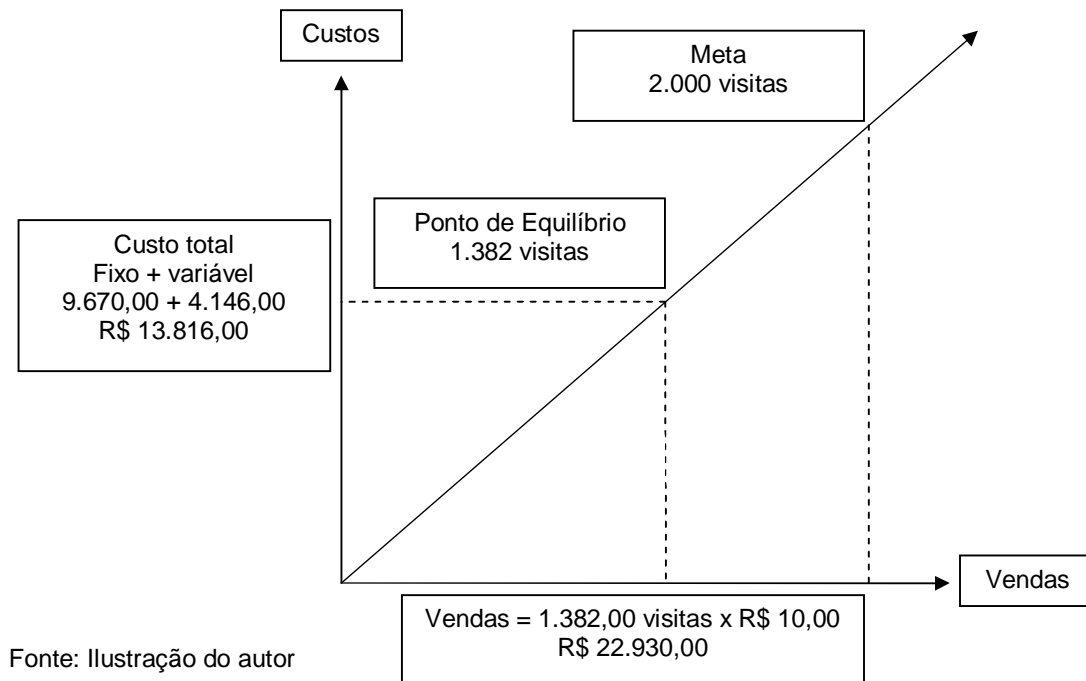 Custos
Meta
2.000 visitas
Ponto de Equilíbrio
1.382 visitas
Custo total
Fixo + variável
9.670,00 + 4.146,00
R$ 13.816,00
Vendas
Vendas = 1.382,00 visitas x R$ 10,00
R$ 22.930,00
Fonte: Ilustração do autor